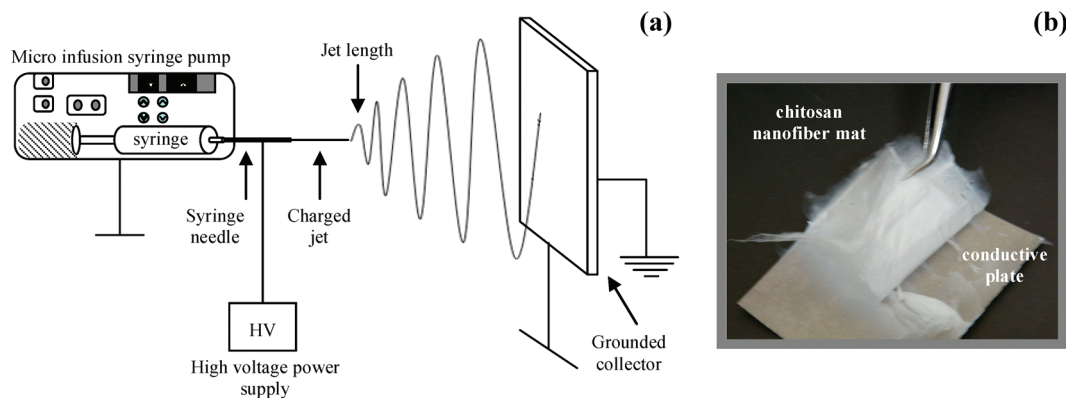 (a)
(b)
Micro infusion syringe pump
Jet length
syringe
Syringe
needle
Charged
jet
HV
High voltage power
supply
Grounded
collector
chitosan
nanofiber mat
conductive
plate